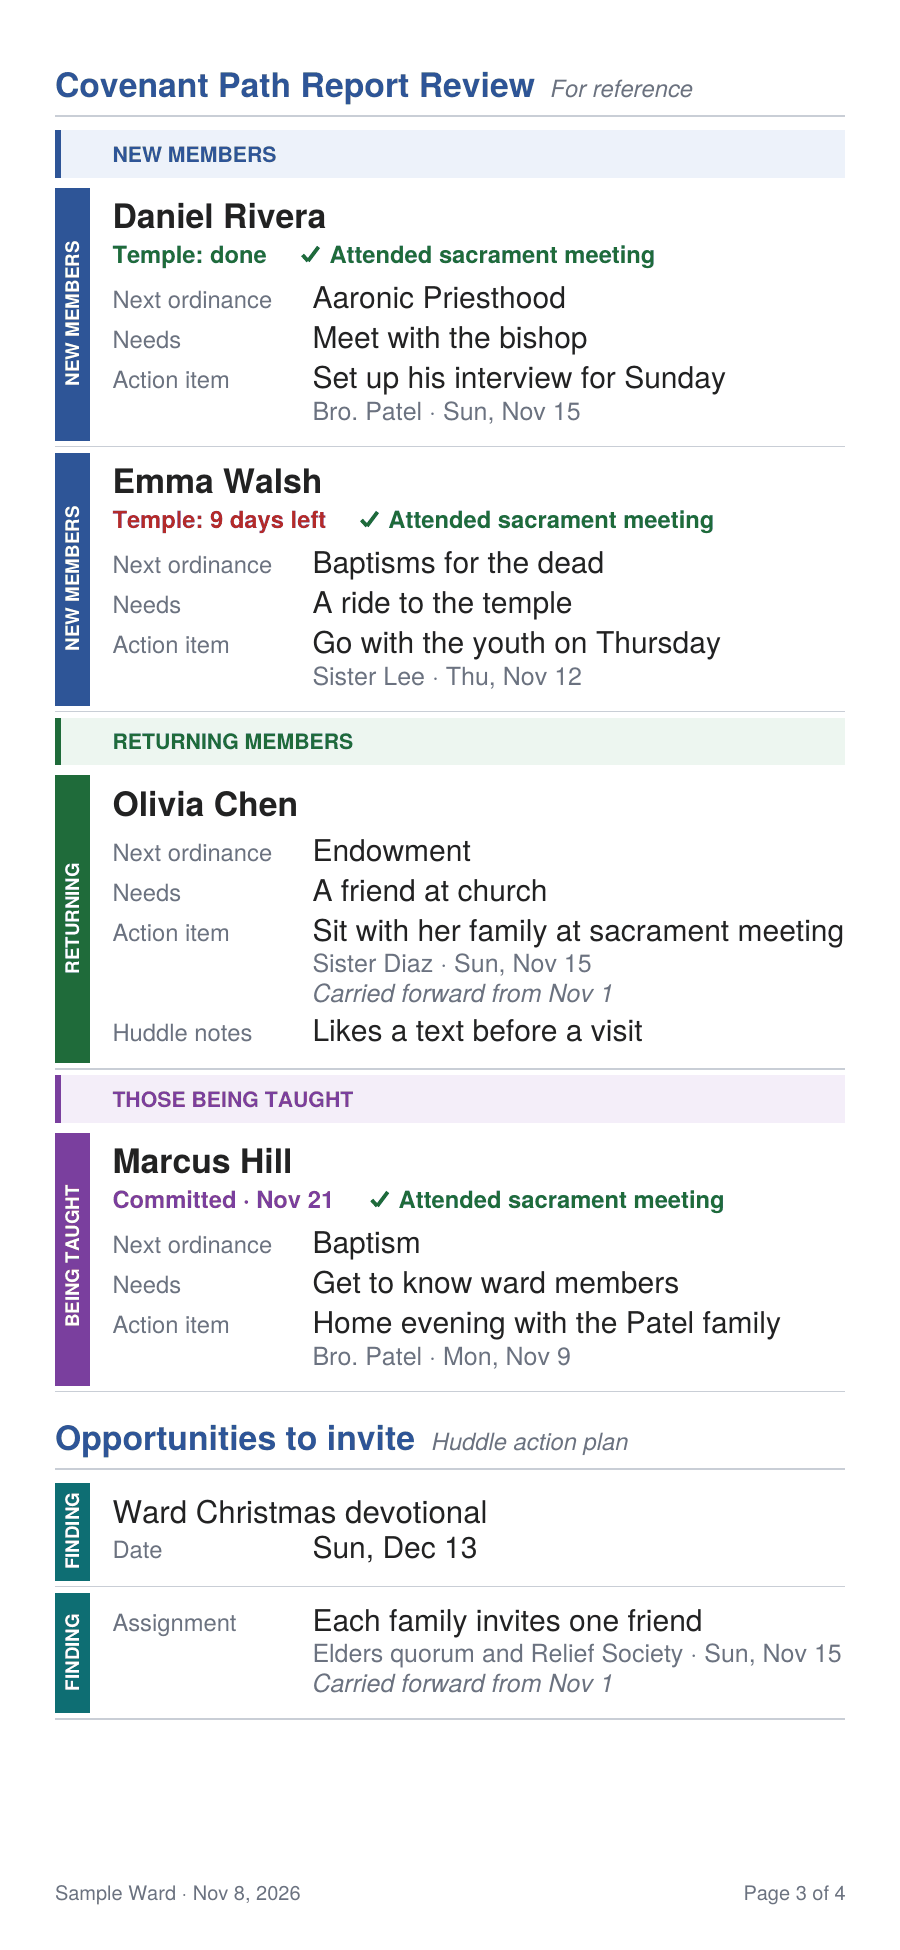 Covenant Path Report Review For reference
NEW MEMBERS
NEW MEMBERS
Daniel Rivera
Temple: done ✓ Attended sacrament meeting
Next ordinance Aaronic Priesthood
Needs Meet with the bishop
Action item Set up his interview for Sunday
Bro. Patel · Sun, Nov 15
NEW MEMBERS
Emma Walsh
Temple: 9 days left ✓ Attended sacrament meeting
Next ordinance Baptisms for the dead
Needs A ride to the temple
Action item Go with the youth on Thursday
Sister Lee · Thu, Nov 12
RETURNING MEMBERS
RETURNING
Olivia Chen
Next ordinance Endowment
Needs A friend at church
Action item Sit with her family at sacrament meeting
Sister Diaz · Sun, Nov 15
Carried forward from Nov 1
Huddle notes Likes a text before a visit
THOSE BEING TAUGHT
BEING TAUGHT
Marcus Hill
Committed · Nov 21 ✓ Attended sacrament meeting
Next ordinance Baptism
Needs Get to know ward members
Action item Home evening with the Patel family
Bro. Patel · Mon, Nov 9
Opportunities to invite Huddle action plan
FINDING
Ward Christmas devotional
Date Sun, Dec 13
FINDING
Assignment Each family invites one friend
Elders quorum and Relief Society · Sun, Nov 15
Carried forward from Nov 1
Sample Ward · Nov 8, 2026 Page 3 of 4